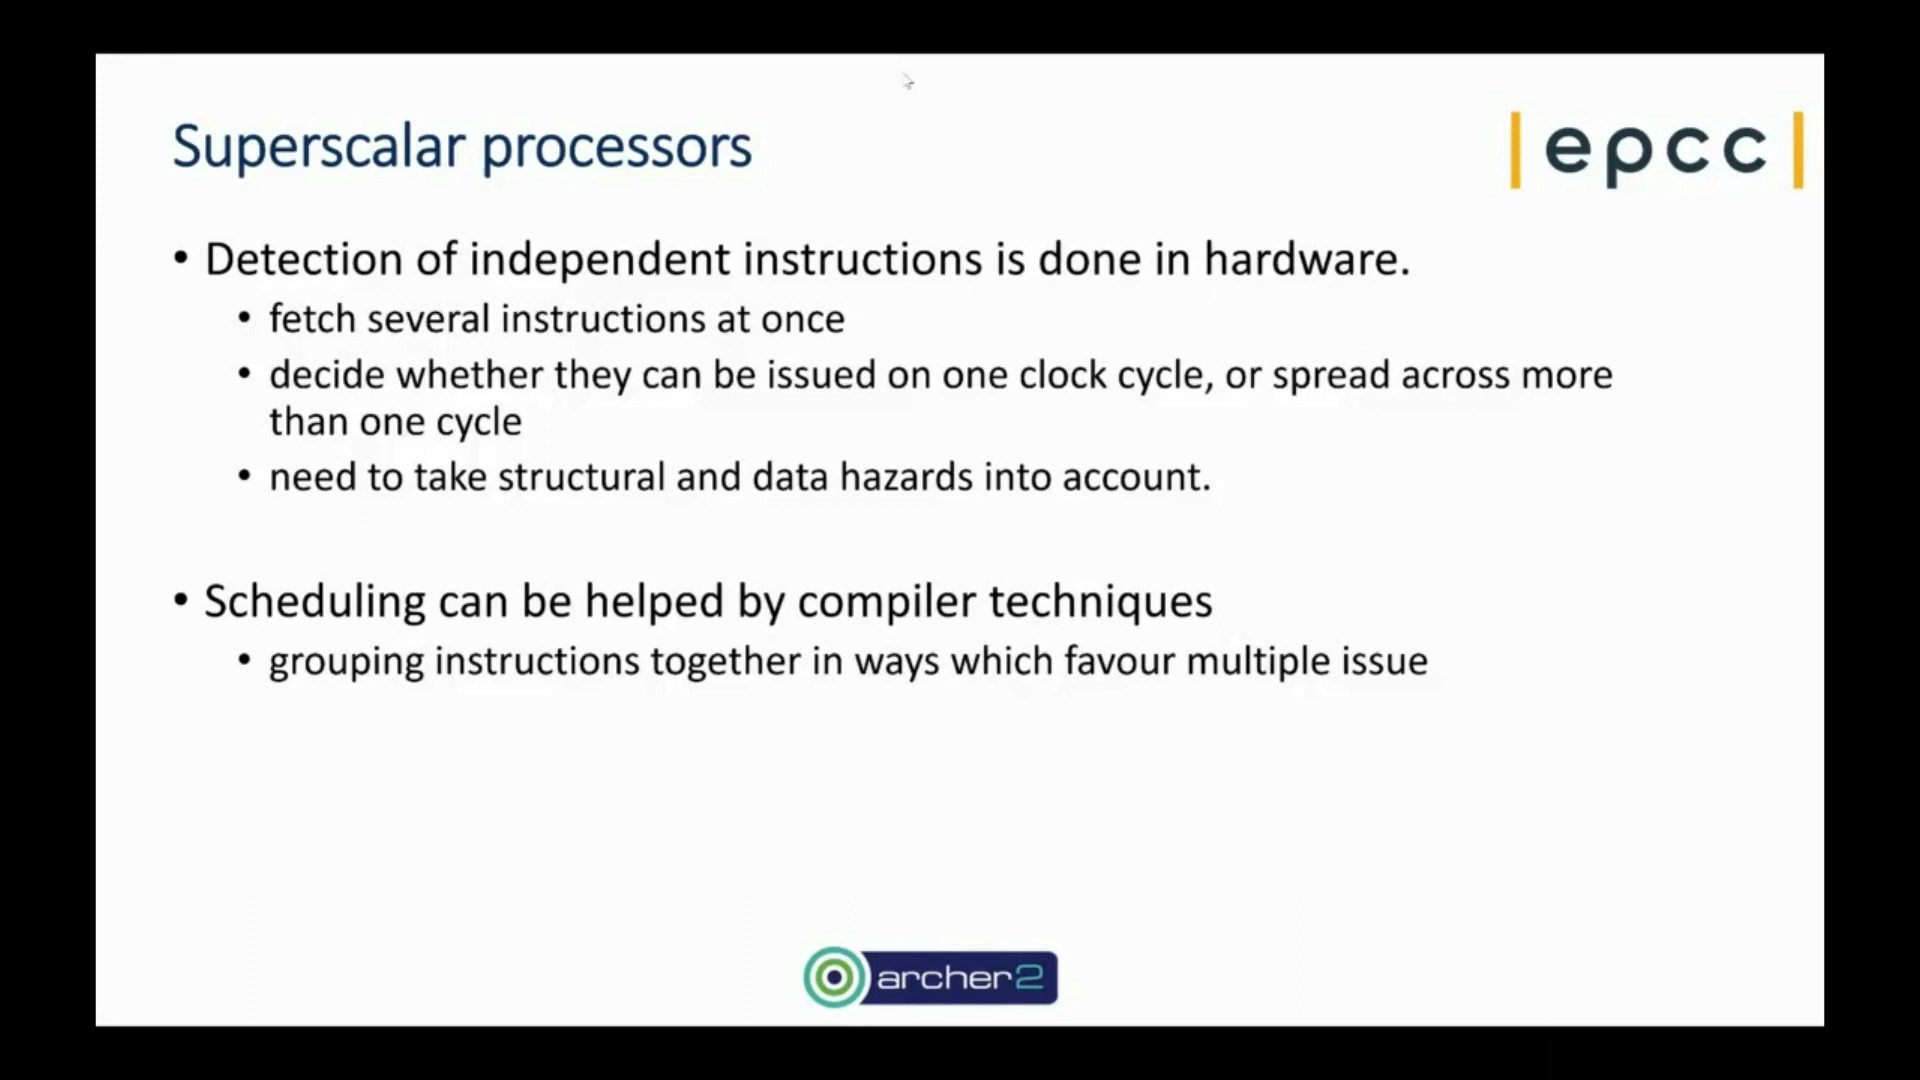 Superscalar processors
|epcc|
• Detection of independent instructions is done in hardware.
• fetch several instructions at once
• decide whether they can be issued on one clock cycle, or spread across more
than one cycle
• need to take structural and data hazards into account.
• Scheduling can be helped by compiler techniques
• grouping instructions together in ways which favour multiple issue
archer2